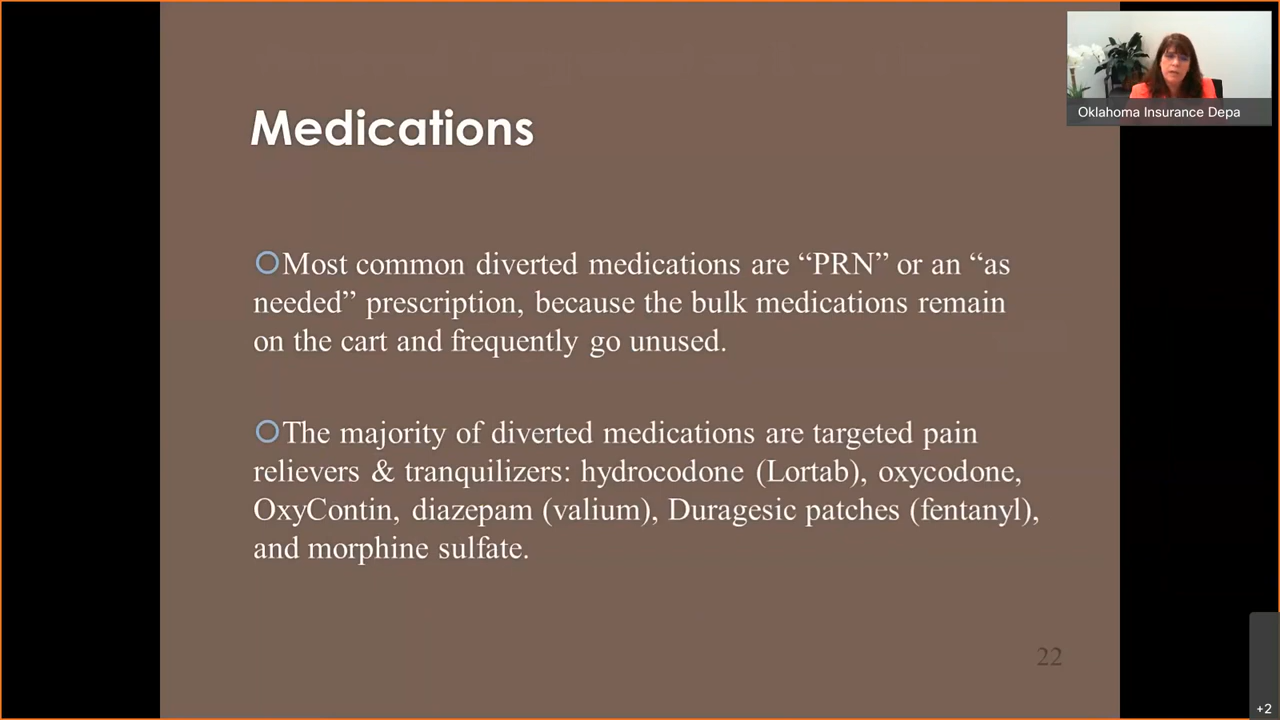 Oklahoma Insurance Depa
Medications
Most common diverted medications are “PRN” or an “as
needed” prescription, because the bulk medications remain
on the cart and frequently go unused.
The majority of diverted medications are targeted pain
relievers & tranquilizers: hydrocodone (Lortab), oxycodone,
OxyContin, diazepam (valium), Duragesic patches (fentanyl),
and morphine sulfate.
22
+2